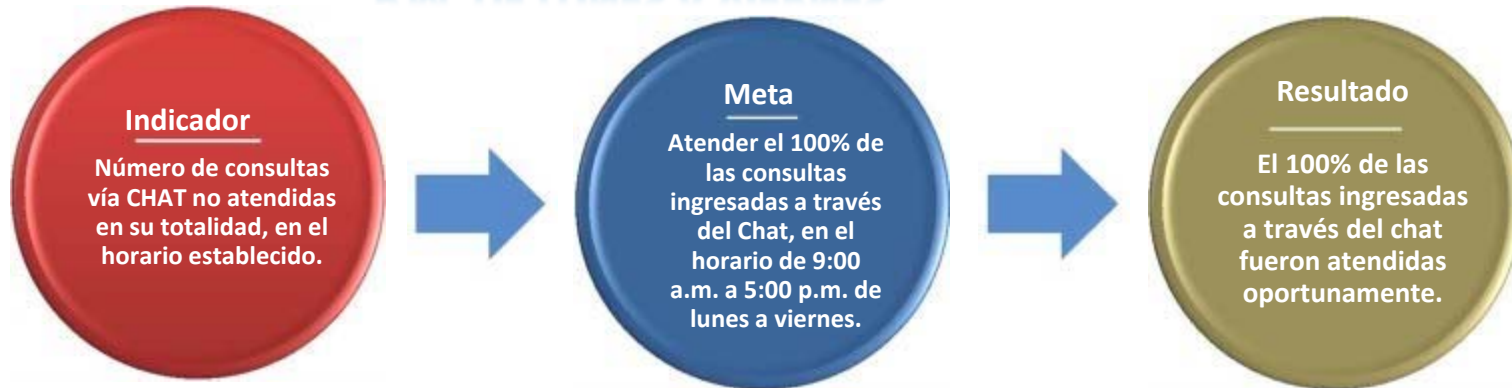 Indicador
Número de consultas
vía CHAT no atendidas
en su totalidad, en el
horario establecido.
Meta
Atender el 100% de
las consultas
ingresadas a través
del Chat, en el
horario de 9:00
a.m. a 5:00 p.m. de
lunes a viernes.
Resultado
El 100% de las
consultas ingresadas
a través del chat
fueron atendidas
oportunamente.